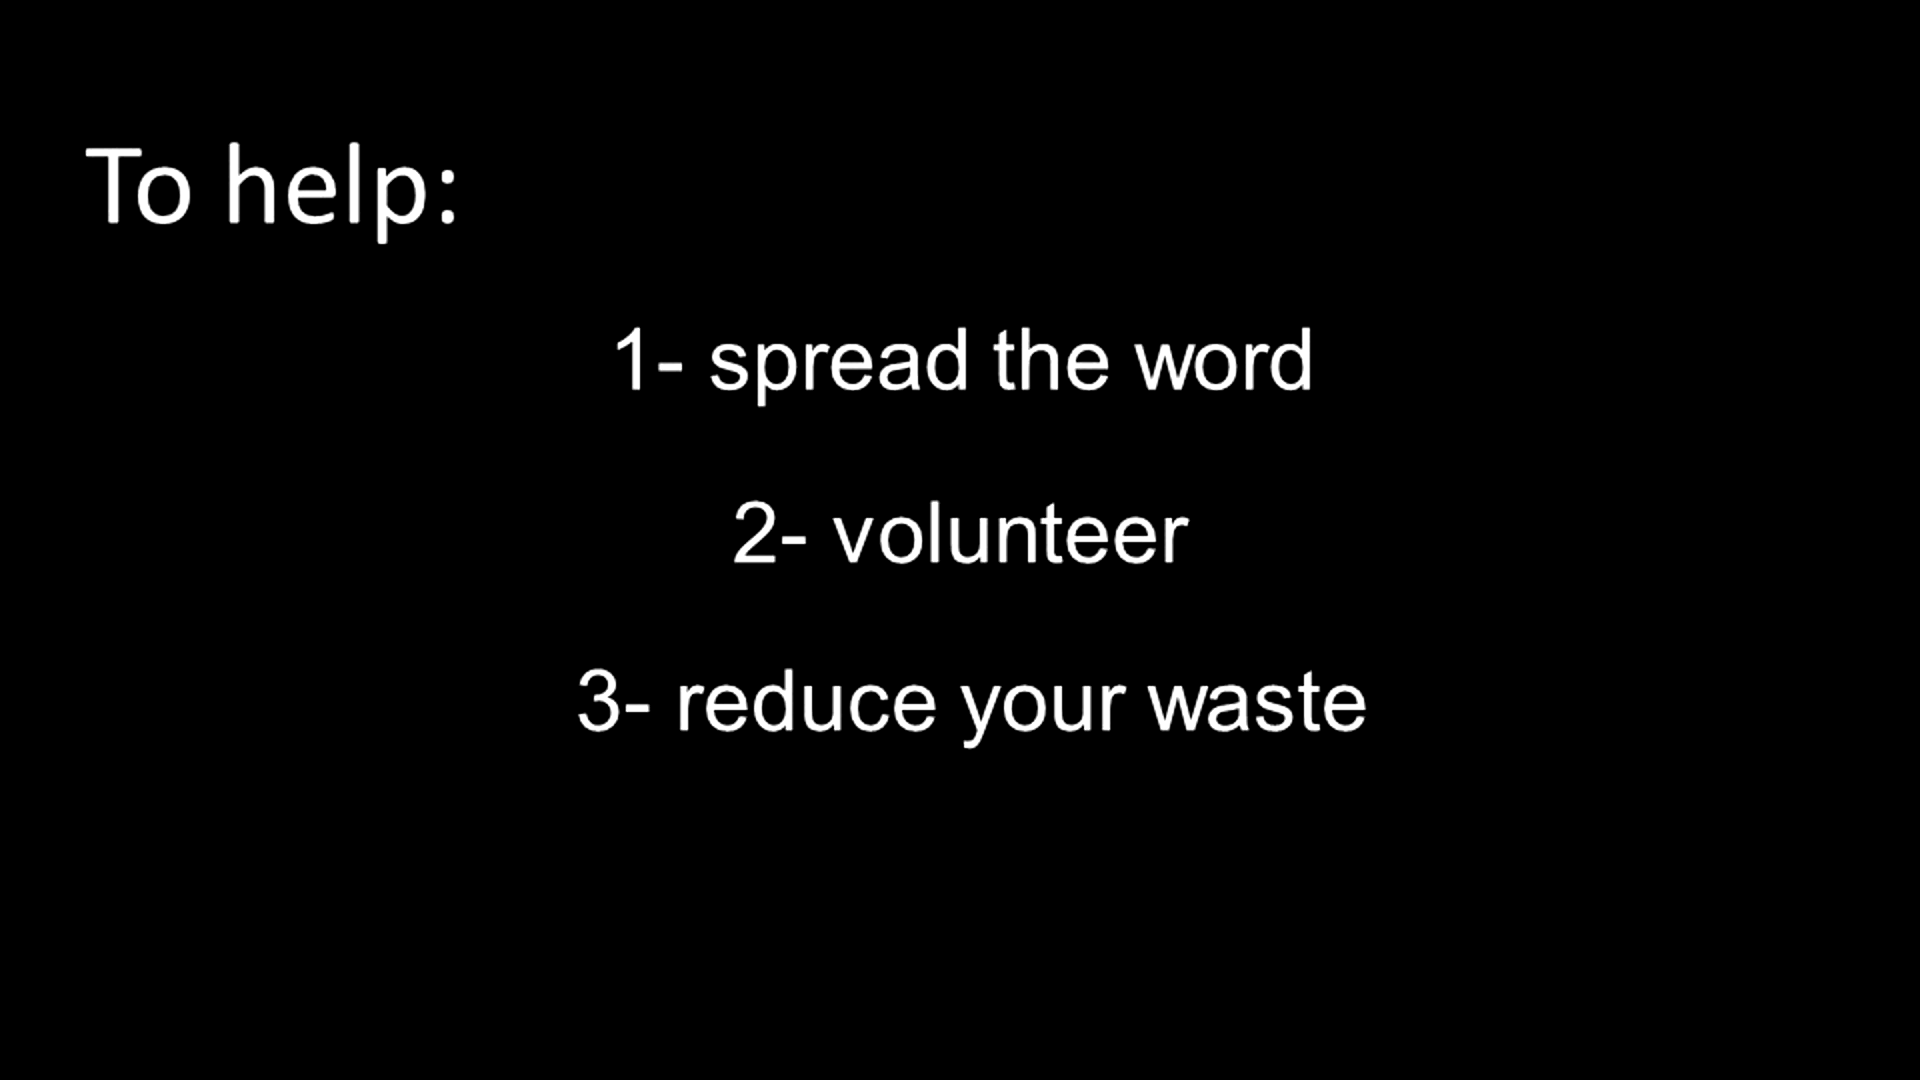 To help:
1- spread the word
2- volunteer
3- reduce your waste